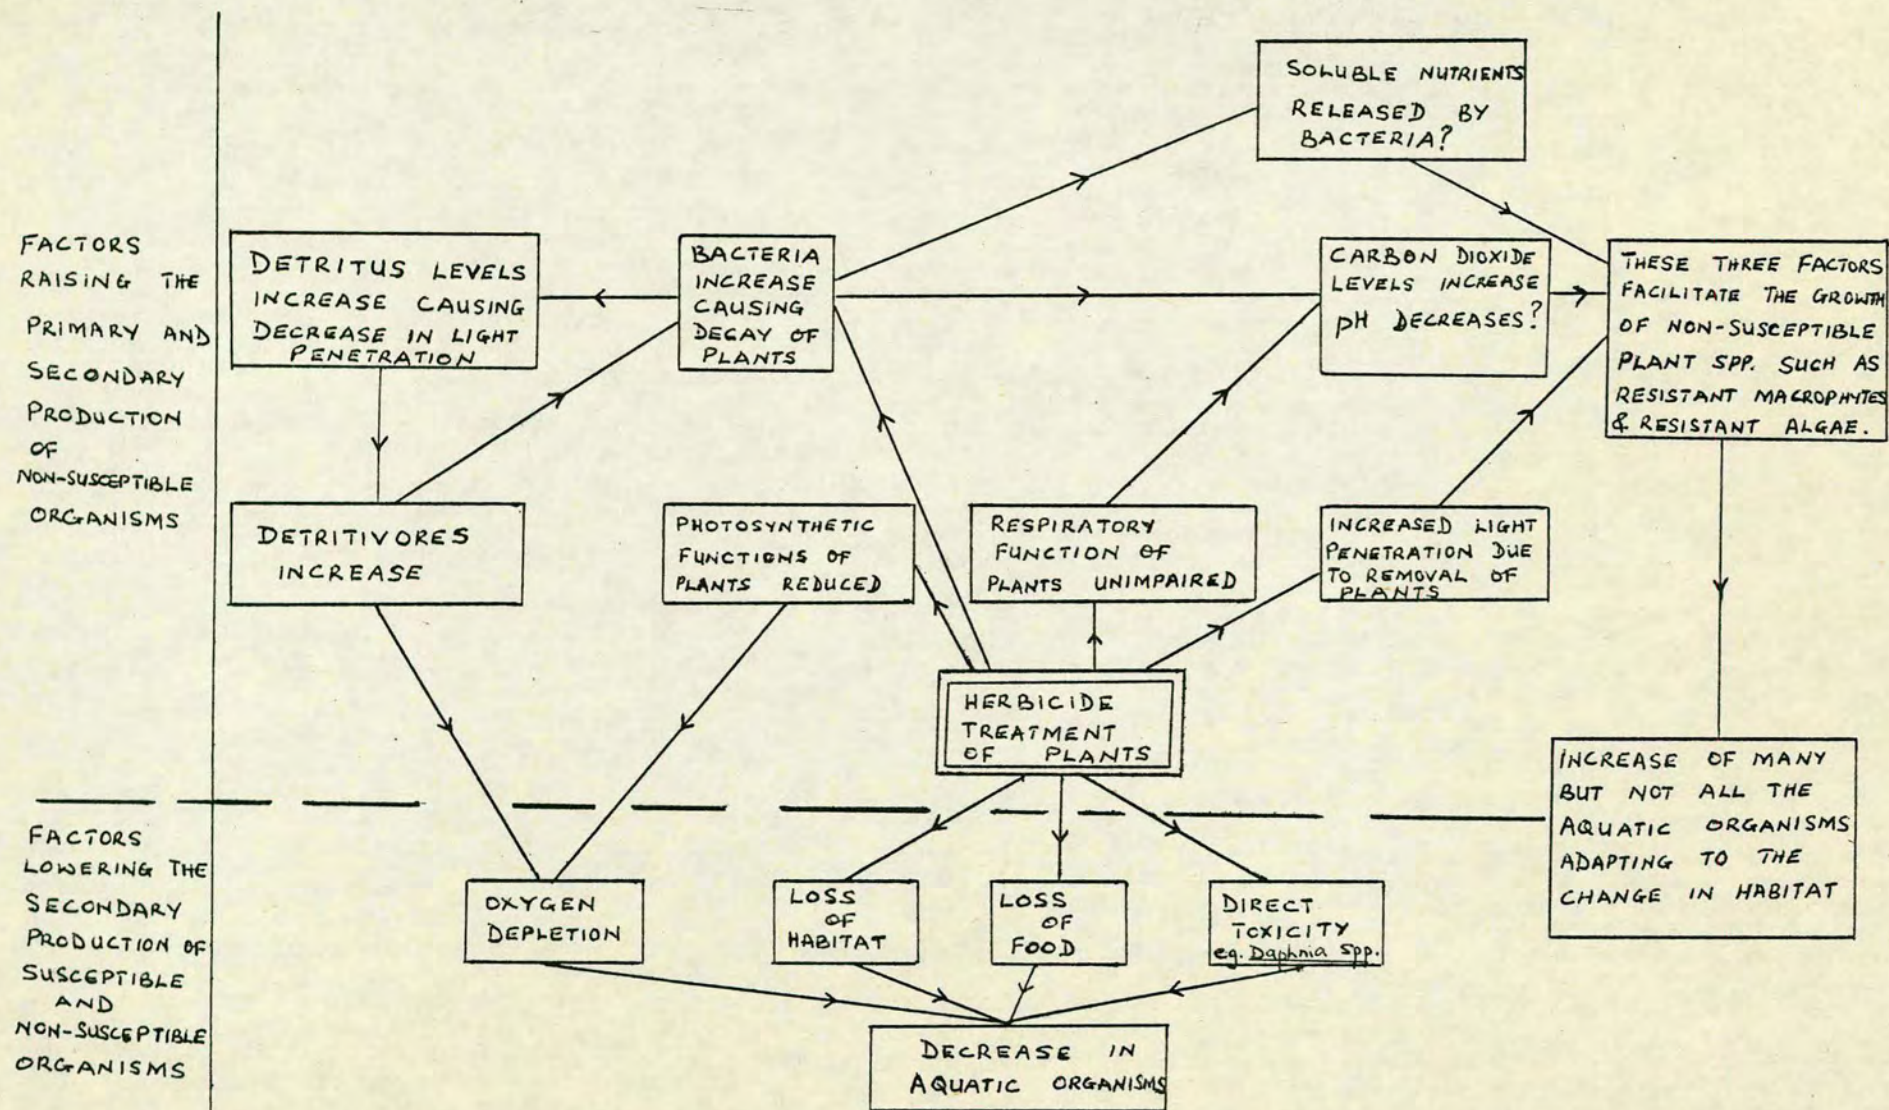 SOLUBLE NUTRIENTS
RELEASED BY
BACTERIA?
FACTORS
RAISING THE
PRIMARY AND
SECONDARY
PRODUCTION
OF
NON-SUSCEPTIBLE
ORGANISMS
DETRITUS LEVELS
INCREASE CAUSING
DECREASE IN LIGHT
PENETRATION
BACTERIA
INCREASE
CAUSING
DECAY OF
PLANTS
CARBON DIOXIDE
LEVELS INCREASE
pH DECREASES?
THESE THREE FACTORS
FACILITATE THE GROWTH
OF NON-SUSCEPTIBLE
PLANT SPP. SUCH AS
RESISTANT MACROPHYTES
& RESISTANT ALGAE.
DETRITIVORES
INCREASE
PHOTOSYNTHETIC
FUNCTIONS OF
PLANTS REDUCED
RESPIRATORY
FUNCTION OF
PLANTS UNIMPAIRED
INCREASED LIGHT
PENETRATION DUE
TO REMOVAL OF
PLANTS
HERBICIDE
TREATMENT
OF PLANTS
INCREASE OF MANY
BUT NOT ALL THE
AQUATIC ORGANISMS
ADAPTING TO THE
CHANGE IN HABITAT
FACTORS
LOWERING THE
SECONDARY
PRODUCTION OF
SUSCEPTIBLE
AND
NON-SUSCEPTIBLE
ORGANISMS
OXYGEN
DEPLETION
LOSS
OF
HABITAT
LOSS
OF
FOOD
DIRECT
TOXICITY
eg. Daphnia spp.
DECREASE IN
AQUATIC ORGANISMS